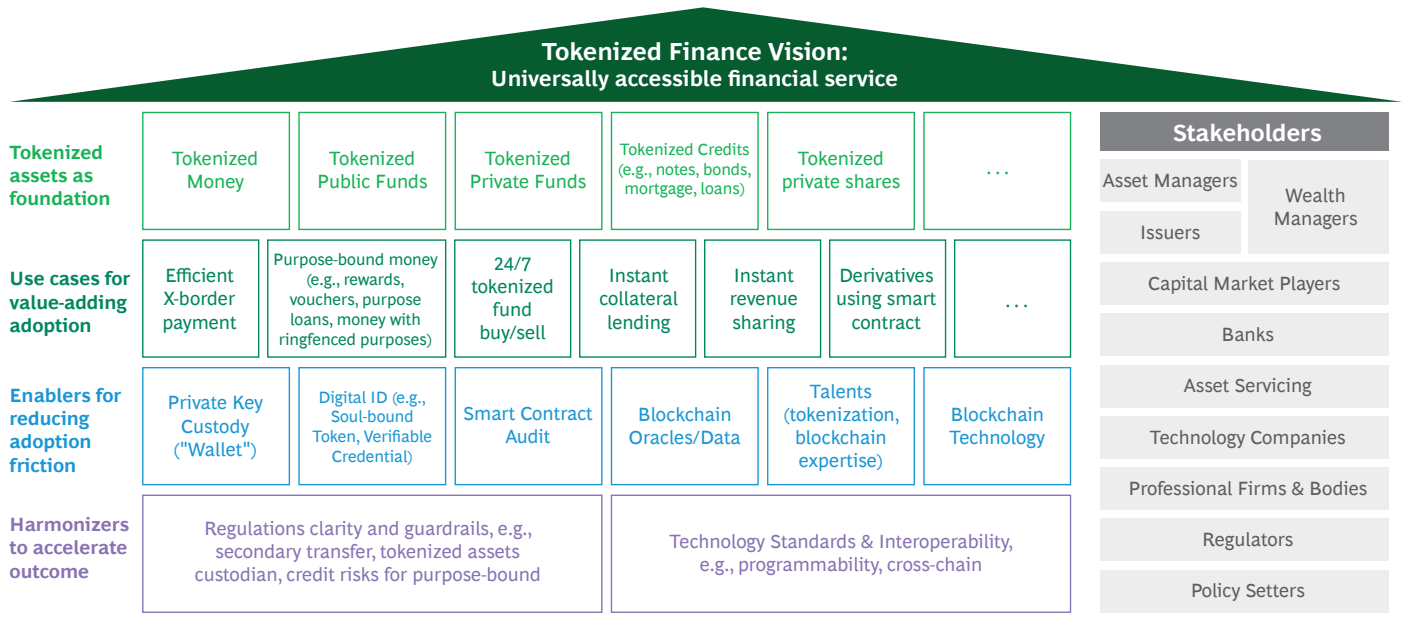 Tokenized Finance Vision:
Universally accessible financial service
Tokenized
assets as
foundation
Tokenized
Money
Tokenized
Public Funds
Tokenized
Private Funds
Tokenized Credits
(e.g., notes, bonds,
mortgage, loans)
Tokenized
private shares
...
Use cases for
value-adding
adoption
Efficient
X-border
payment
Purpose-bound money
(e.g., rewards,
vouchers, purpose
loans, money with
ringfenced purposes)
24/7
tokenized
fund
buy/sell
Instant
collateral
lending
Instant
revenue
sharing
Derivatives
using smart
contract
...
Enablers for
reducing
adoption
friction
Private Key
Custody
("Wallet")
Digital ID (e.g.,
Soul-bound
Token, Verifiable
Credential)
Smart Contract
Audit
Blockchain
Oracles/Data
Talents
(tokenization,
blockchain
expertise)
Blockchain
Technology
Harmonizers
to accelerate
outcome
Regulations clarity and guardrails, e.g.,
secondary transfer, tokenized assets
custodian, credit risks for purpose-bound
Technology Standards & Interoperability,
e.g., programmability, cross-chain
Stakeholders
Asset Managers
Issuers
Wealth
Managers
Capital Market Players
Banks
Asset Servicing
Technology Companies
Professional Firms & Bodies
Regulators
Policy Setters